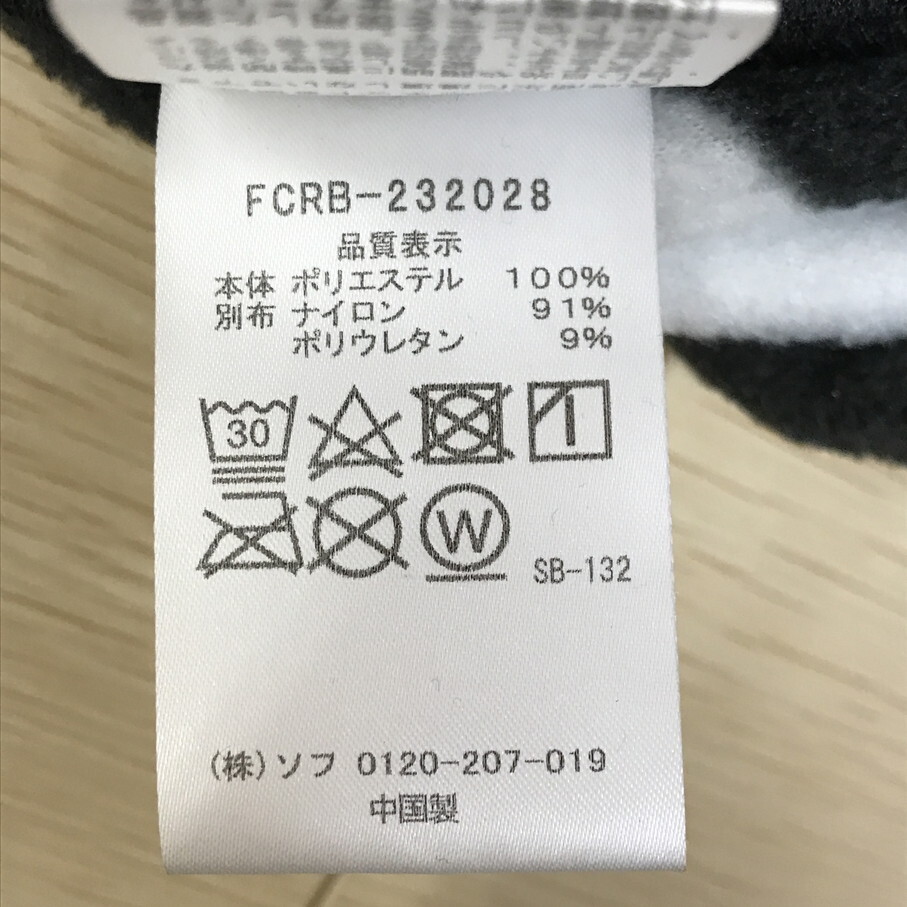 FCRB-232028
品質表示
本体 ポリエステル 100%
別布 ナイロン 91%
ポリウレタン 9%
30
W
SB-132
(株)ソフ 0120-207-019
中国製